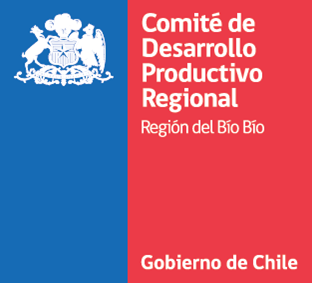 Comité de
Desarrollo
Productivo
Regional
Región del Bío Bío
Gobierno de Chile